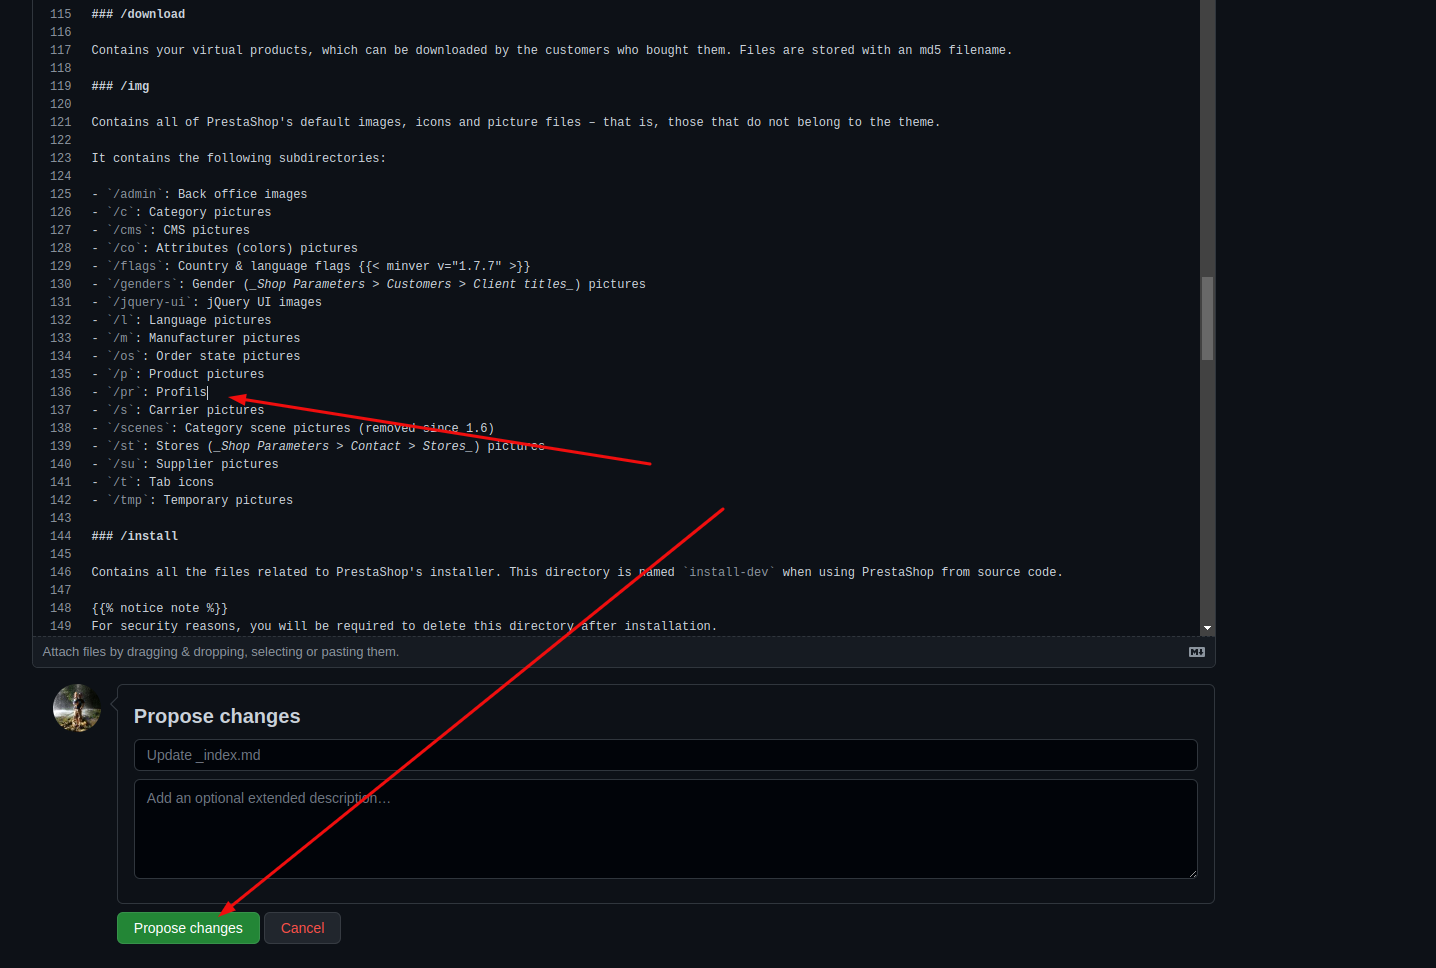 115 ### /download
116
117 Contains your virtual products, which can be downloaded by the customers who bought them. Files are stored with an md5 filename.
118
119 ### /img
120
121 Contains all of PrestaShop's default images, icons and picture files – that is, those that do not belong to the theme.
122
123 It contains the following subdirectories:
124
125 - `/admin`: Back office images
126 - `/c`: Category pictures
127 - `/cms`: CMS pictures
128 - `/co`: Attributes (colors) pictures
129 - `/flags`: Country & language flags {{< minver v="1.7.7" >}}
130 - `/genders`: Gender (_Shop Parameters > Customers > Client titles_) pictures
131 - `/jquery-ui`: jQuery UI images
132 - `/l`: Language pictures
133 - `/m`: Manufacturer pictures
134 - `/os`: Order state pictures
135 - `/p`: Product pictures
136 - `/pr`: Profils
137 - `/s`: Carrier pictures
138 - `/scenes`: Category scene pictures (removed since 1.6)
139 - `/st`: Stores (_Shop Parameters > Contact > Stores_) pictures
140 - `/su`: Supplier pictures
141 - `/t`: Tab icons
142 - `/tmp`: Temporary pictures
143
144 ### /install
145
146 Contains all the files related to PrestaShop's installer. This directory is named `install-dev` when using PrestaShop from source code.
147
148 {{% notice note %}}
149 For security reasons, you will be required to delete this directory after installation.
Attach files by dragging & dropping, selecting or pasting them.
Propose changes
Update _index.md
Add an optional extended description…
Propose changes Cancel